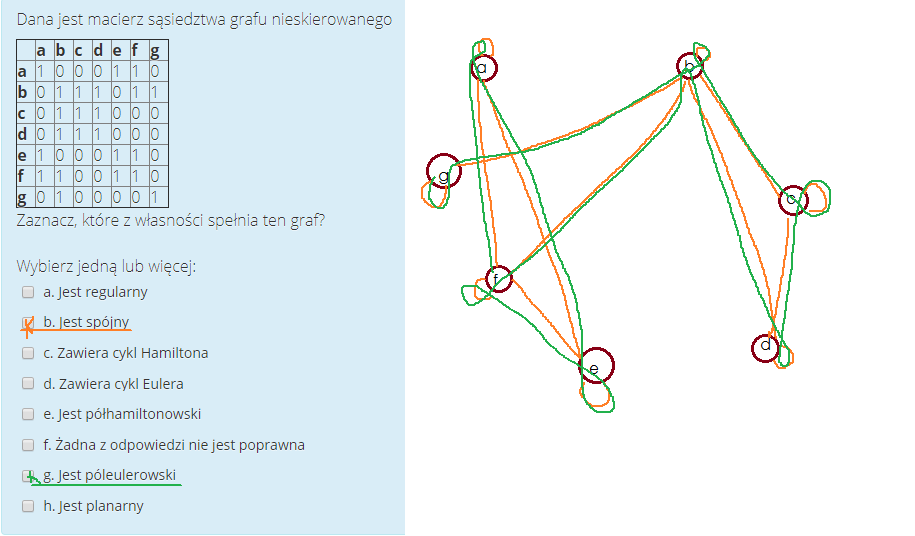 Dana jest macierz sąsiedztwa grafu nieskierowanego
a b c d e f g
a 1 0 0 0 1 1 0
b 0 1 1 1 0 1 1
c 0 1 1 1 0 0 0
d 0 1 1 1 0 0 0
e 1 0 0 0 1 1 0
f 1 1 0 0 1 1 0
g 0 1 0 0 0 0 1
Zaznacz, które z własności spełnia ten graf?
Wybierz jedną lub więcej:
a. Jest regularny
b. Jest spójny
c. Zawiera cykl Hamiltona
d. Zawiera cykl Eulera
e. Jest półhamiltonowski
f. Żadna z odpowiedzi nie jest poprawna
g. Jest póleulerowski
h. Jest planarny
a
b
g
c
f
d
e